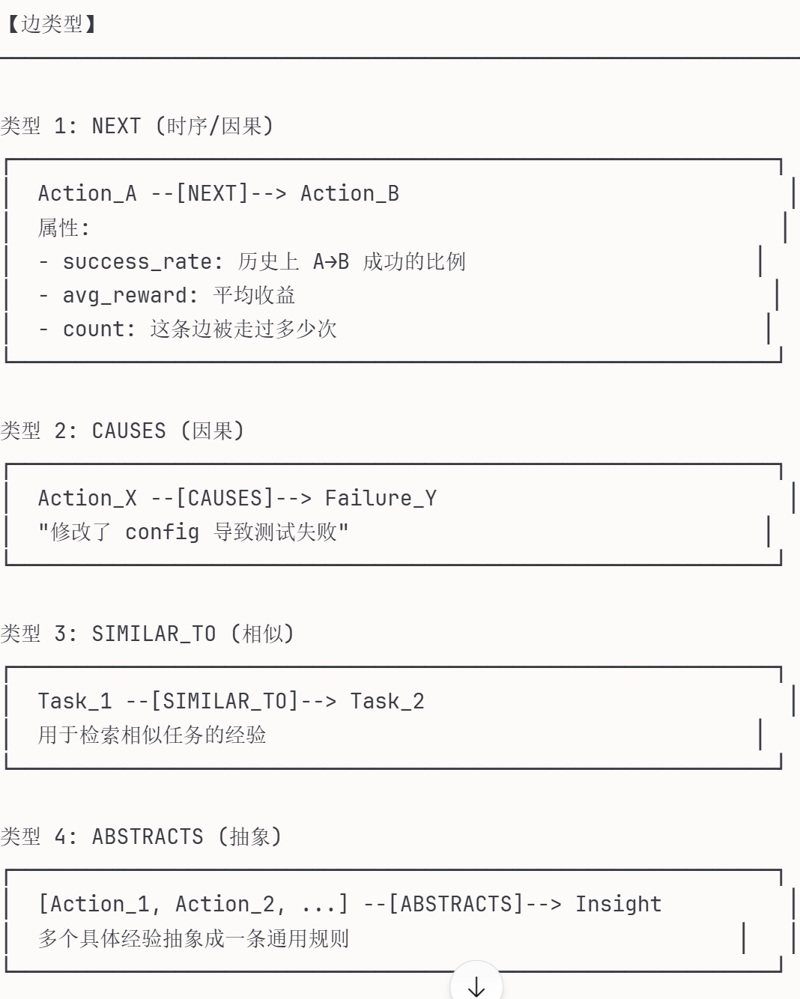 【边类型】
类型 1: NEXT (时序/因果)
Action_A --[NEXT]--> Action_B
属性:
- success_rate: 历史上 A→B 成功的比例
- avg_reward: 平均收益
- count: 这条边被走过多少次
类型 2: CAUSES (因果)
Action_X --[CAUSES]--> Failure_Y
"修改了 config 导致测试失败"
类型 3: SIMILAR_TO (相似)
Task_1 --[SIMILAR_TO]--> Task_2
用于检索相似任务的经验
类型 4: ABSTRACTS (抽象)
[Action_1, Action_2, ...] --[ABSTRACTS]--> Insight
多个具体经验抽象成一条通用规则